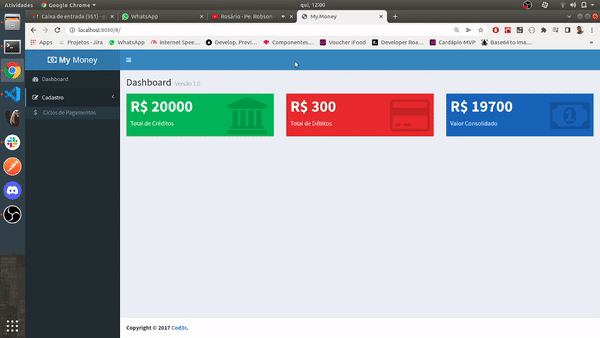 Atividades
Google Chrome
qui, 12:00
Caixa de entrada (351) - g
WhatsApp
Rosário - Pe. Robson
My Money
localhost:8080/#/
Apps
Projetos - Jira
WhatsApp
Internet Spee...
Develop. Previ...
Componentes...
Voucher iFood
Developer Roa...
Cardápio-MVP
Base64 to Ima...
My Money
Dashboard
Cadastro
Ciclos de Pagamentos
Dashboard versão 1.0
R$ 20000
Total de Créditos
R$ 300
Total de Débitos
R$ 19700
Valor Consolidado
Copyright © 2017 Cod3r.